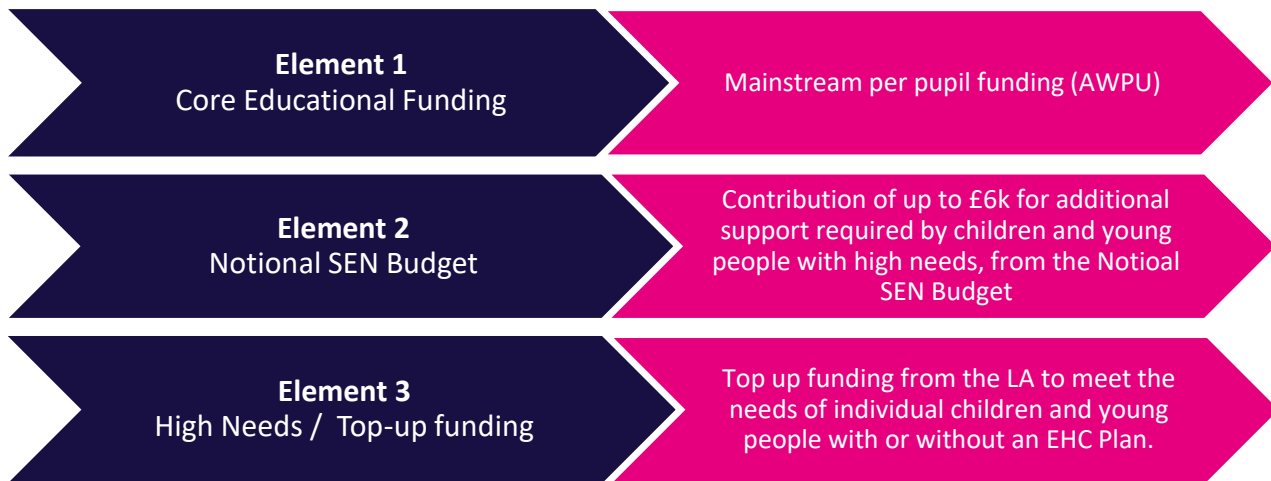 Element 1
Core Educational Funding
Mainstream per pupil funding (AWPU)
Element 2
Notional SEN Budget
Contribution of up to £6k for additional
support required by children and young
people with high needs, from the Notioal
SEN Budget
Element 3
High Needs / Top-up funding
Top up funding from the LA to meet the
needs of individual children and young
people with or without an EHC Plan.